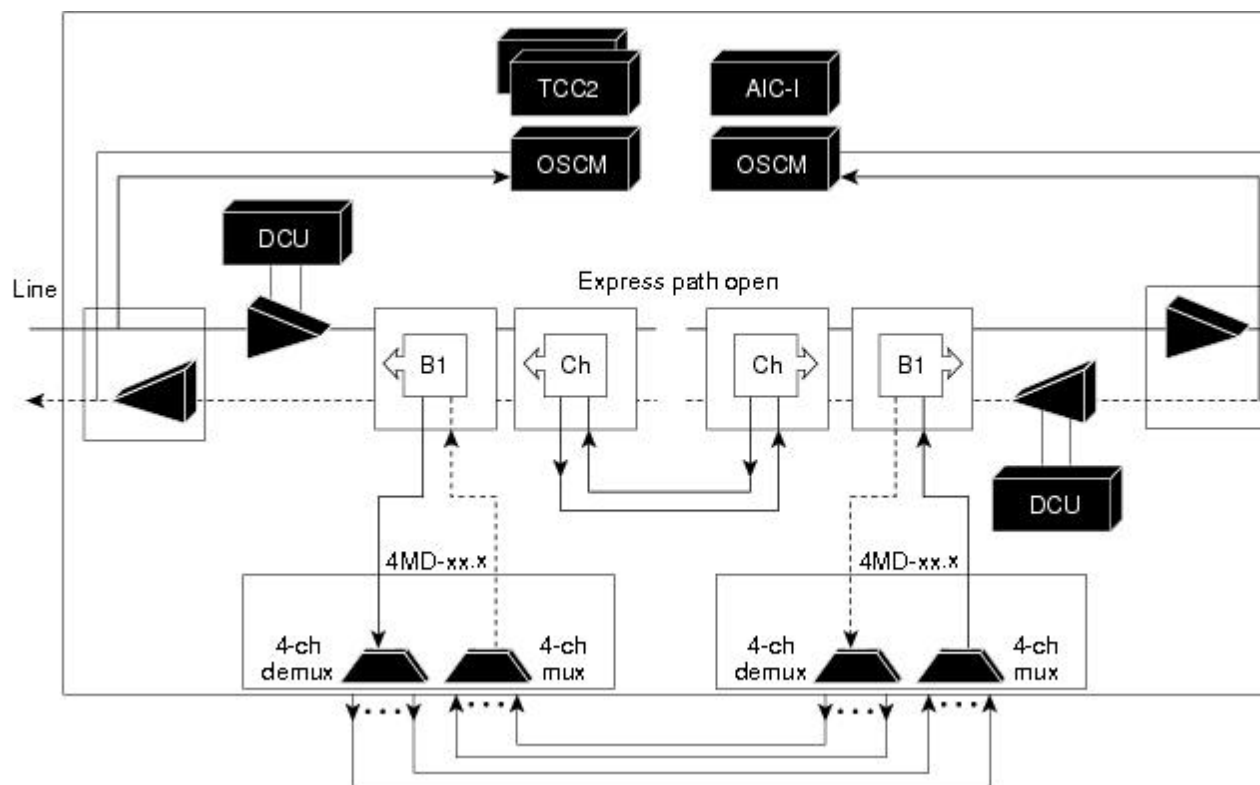 TCC2
AIC-I
OSCM
OSCM
DCU
Line
Express path open
B1
Ch
Ch
B1
DCU
4MD-xx.x
4MD-xx.x
4-ch
demux
4-ch
mux
4-ch
demux
4-ch
mux